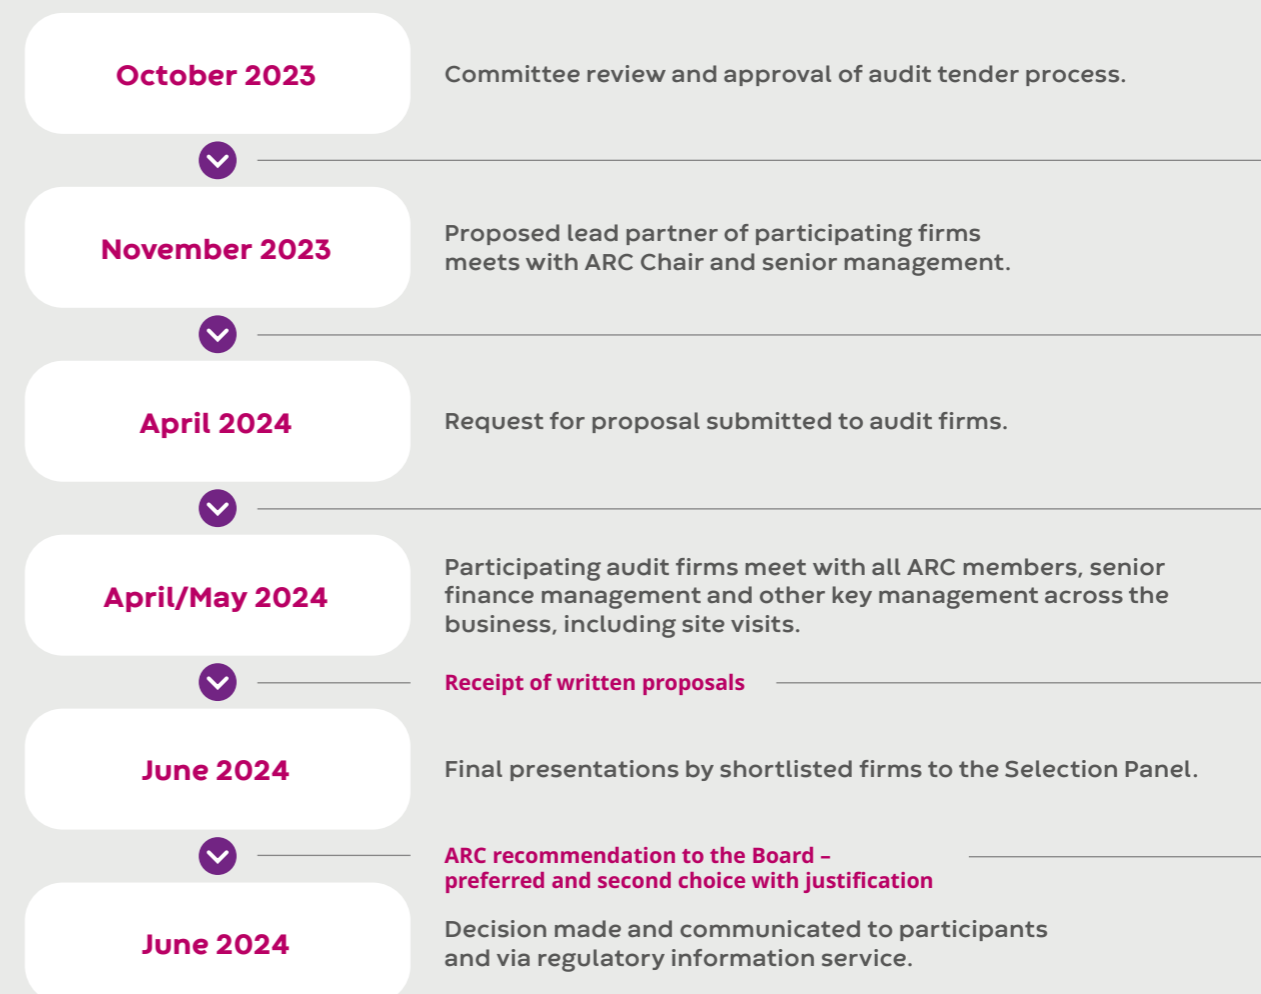 October 2023
Committee review and approval of audit tender process.
November 2023
Proposed lead partner of participating firms
meets with ARC Chair and senior management.
April 2024
Request for proposal submitted to audit firms.
April/May 2024
Participating audit firms meet with all ARC members, senior
finance management and other key management across the
business, including site visits.
Receipt of written proposals
June 2024
Final presentations by shortlisted firms to the Selection Panel.
ARC recommendation to the Board –
preferred and second choice with justification
June 2024
Decision made and communicated to participants
and via regulatory information service.